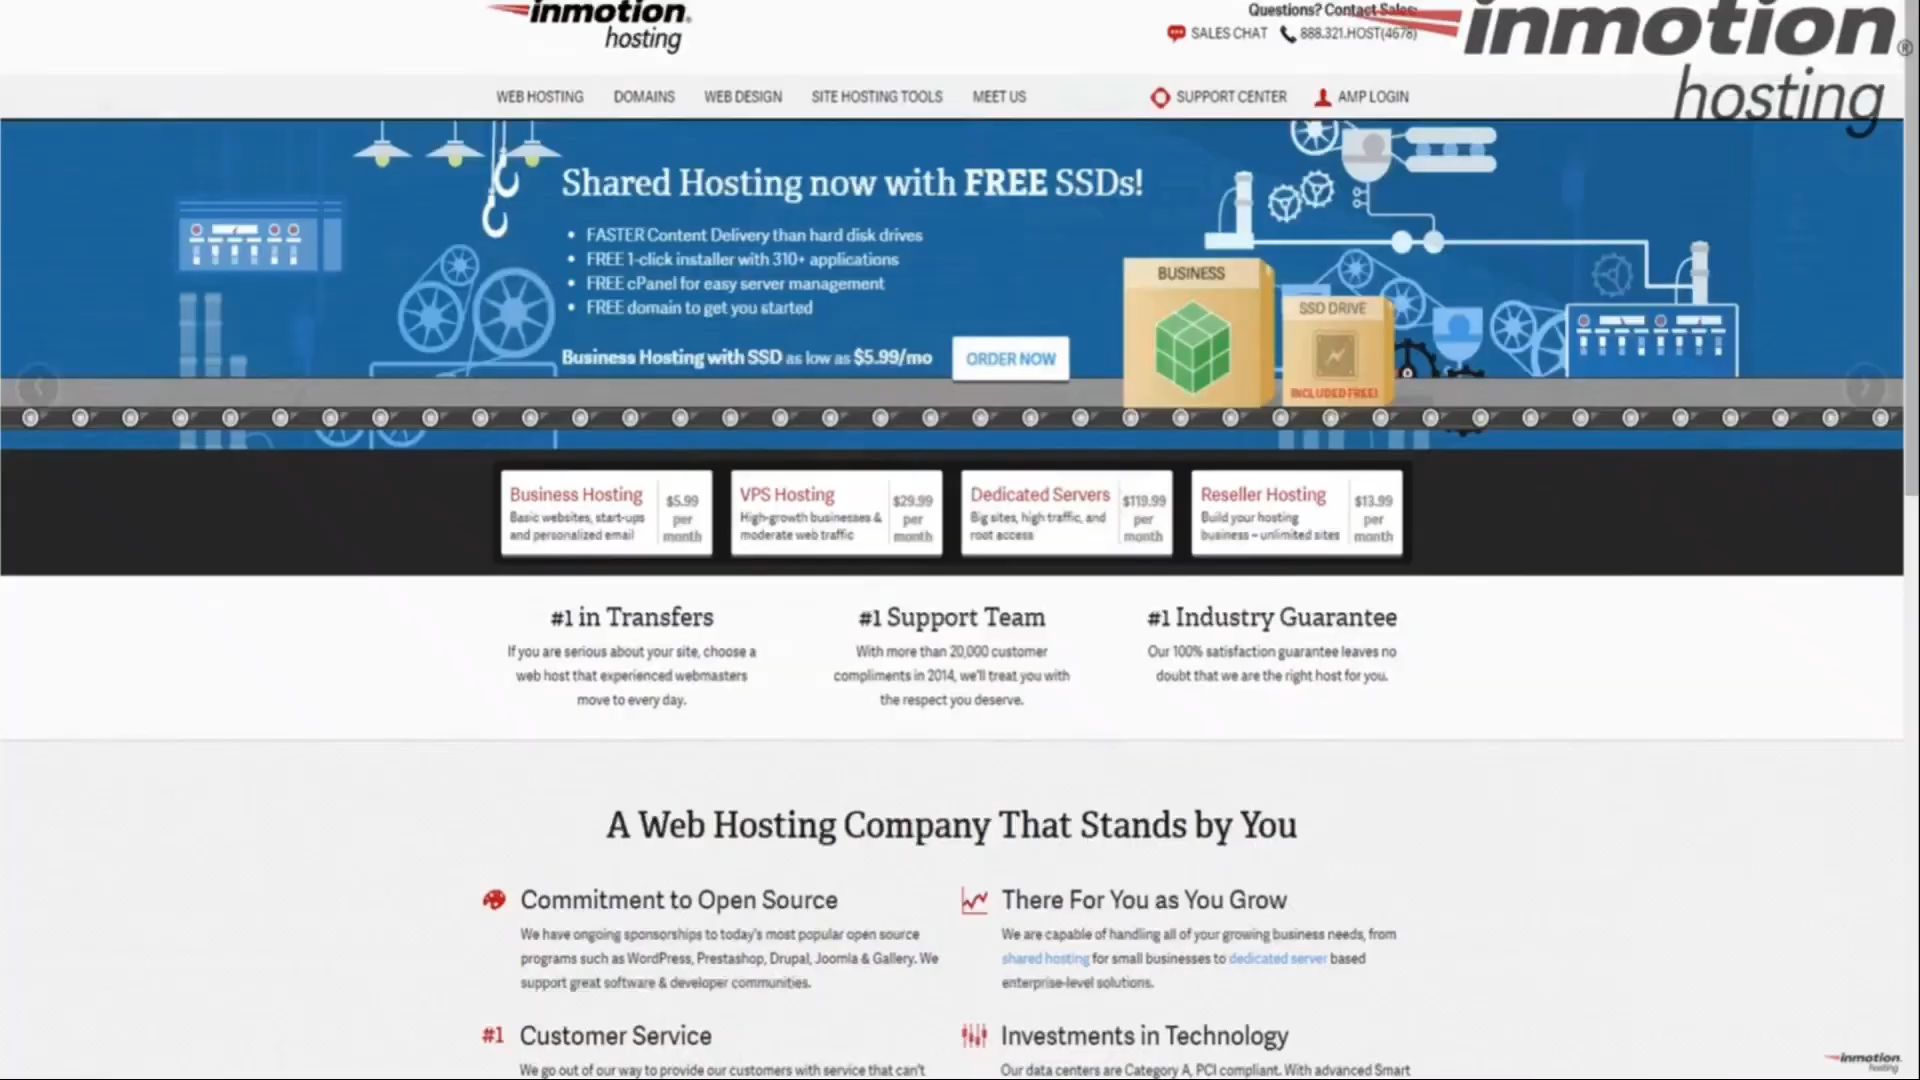 inmotion®
hosting
Questions? Contact Sales:
SALES CHAT 888.321.HOST(4678)
inmotion®
hosting
WEB HOSTING DOMAINS WEB DESIGN SITE HOSTING TOOLS MEET US SUPPORT CENTER AMP LOGIN
Shared Hosting now with FREE SSDs!
• FASTER Content Delivery than hard disk drives
• FREE 1-click installer with 310+ applications
• FREE cPanel for easy server management
• FREE domain to get you started
Business Hosting with SSD as low as $5.99/mo
ORDER NOW
BUSINESS
SSD DRIVE
INCLUDED FREE!
Business Hosting
Basic websites, start-ups
and personalized email
$5.99
per
month
VPS Hosting
High-growth businesses &
moderate web traffic
$29.99
per
month
Dedicated Servers
Big sites, high traffic, and
root access
$119.99
per
month
Reseller Hosting
Build your hosting
business – unlimited sites
$13.99
per
month
#1 in Transfers
If you are serious about your site, choose a
web host that experienced webmasters
move to every day.
#1 Support Team
With more than 20,000 customer
compliments in 2014, we'll treat you with
the respect you deserve.
#1 Industry Guarantee
Our 100% satisfaction guarantee leaves no
doubt that we are the right host for you.
A Web Hosting Company That Stands by You
Commitment to Open Source
We have ongoing sponsorships to today's most popular open source
programs such as WordPress, Prestashop, Drupal, Joomla & Gallery. We
support great software & developer communities.
There For You as You Grow
We are capable of handling all of your growing business needs, from
shared hosting for small businesses to dedicated server based
enterprise-level solutions.
#1 Customer Service
We go out of our way to provide our customers with service that can't
Investments in Technology
Our data centers are Category A, PCI compliant. With advanced Smart
inmotion
hosting